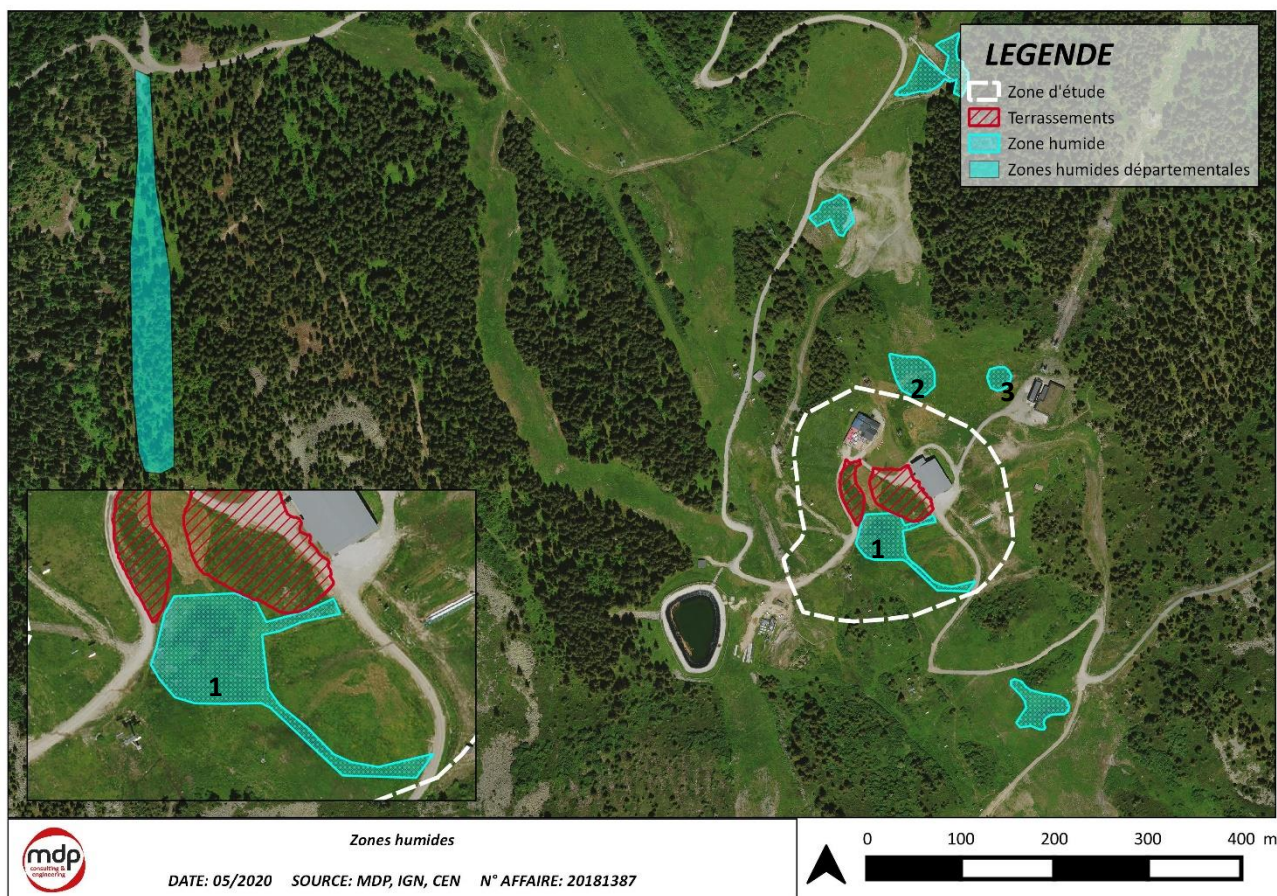 LEGENDE
Zone d'étude
Terrassements
Zone humide
Zones humides départementales
2
3
1
1
mdp
consulting &
engineering
Zones humides
DATE: 05/2020 SOURCE: MDP, IGN, CEN N° AFFAIRE: 20181387
0 100 200 300 400 m